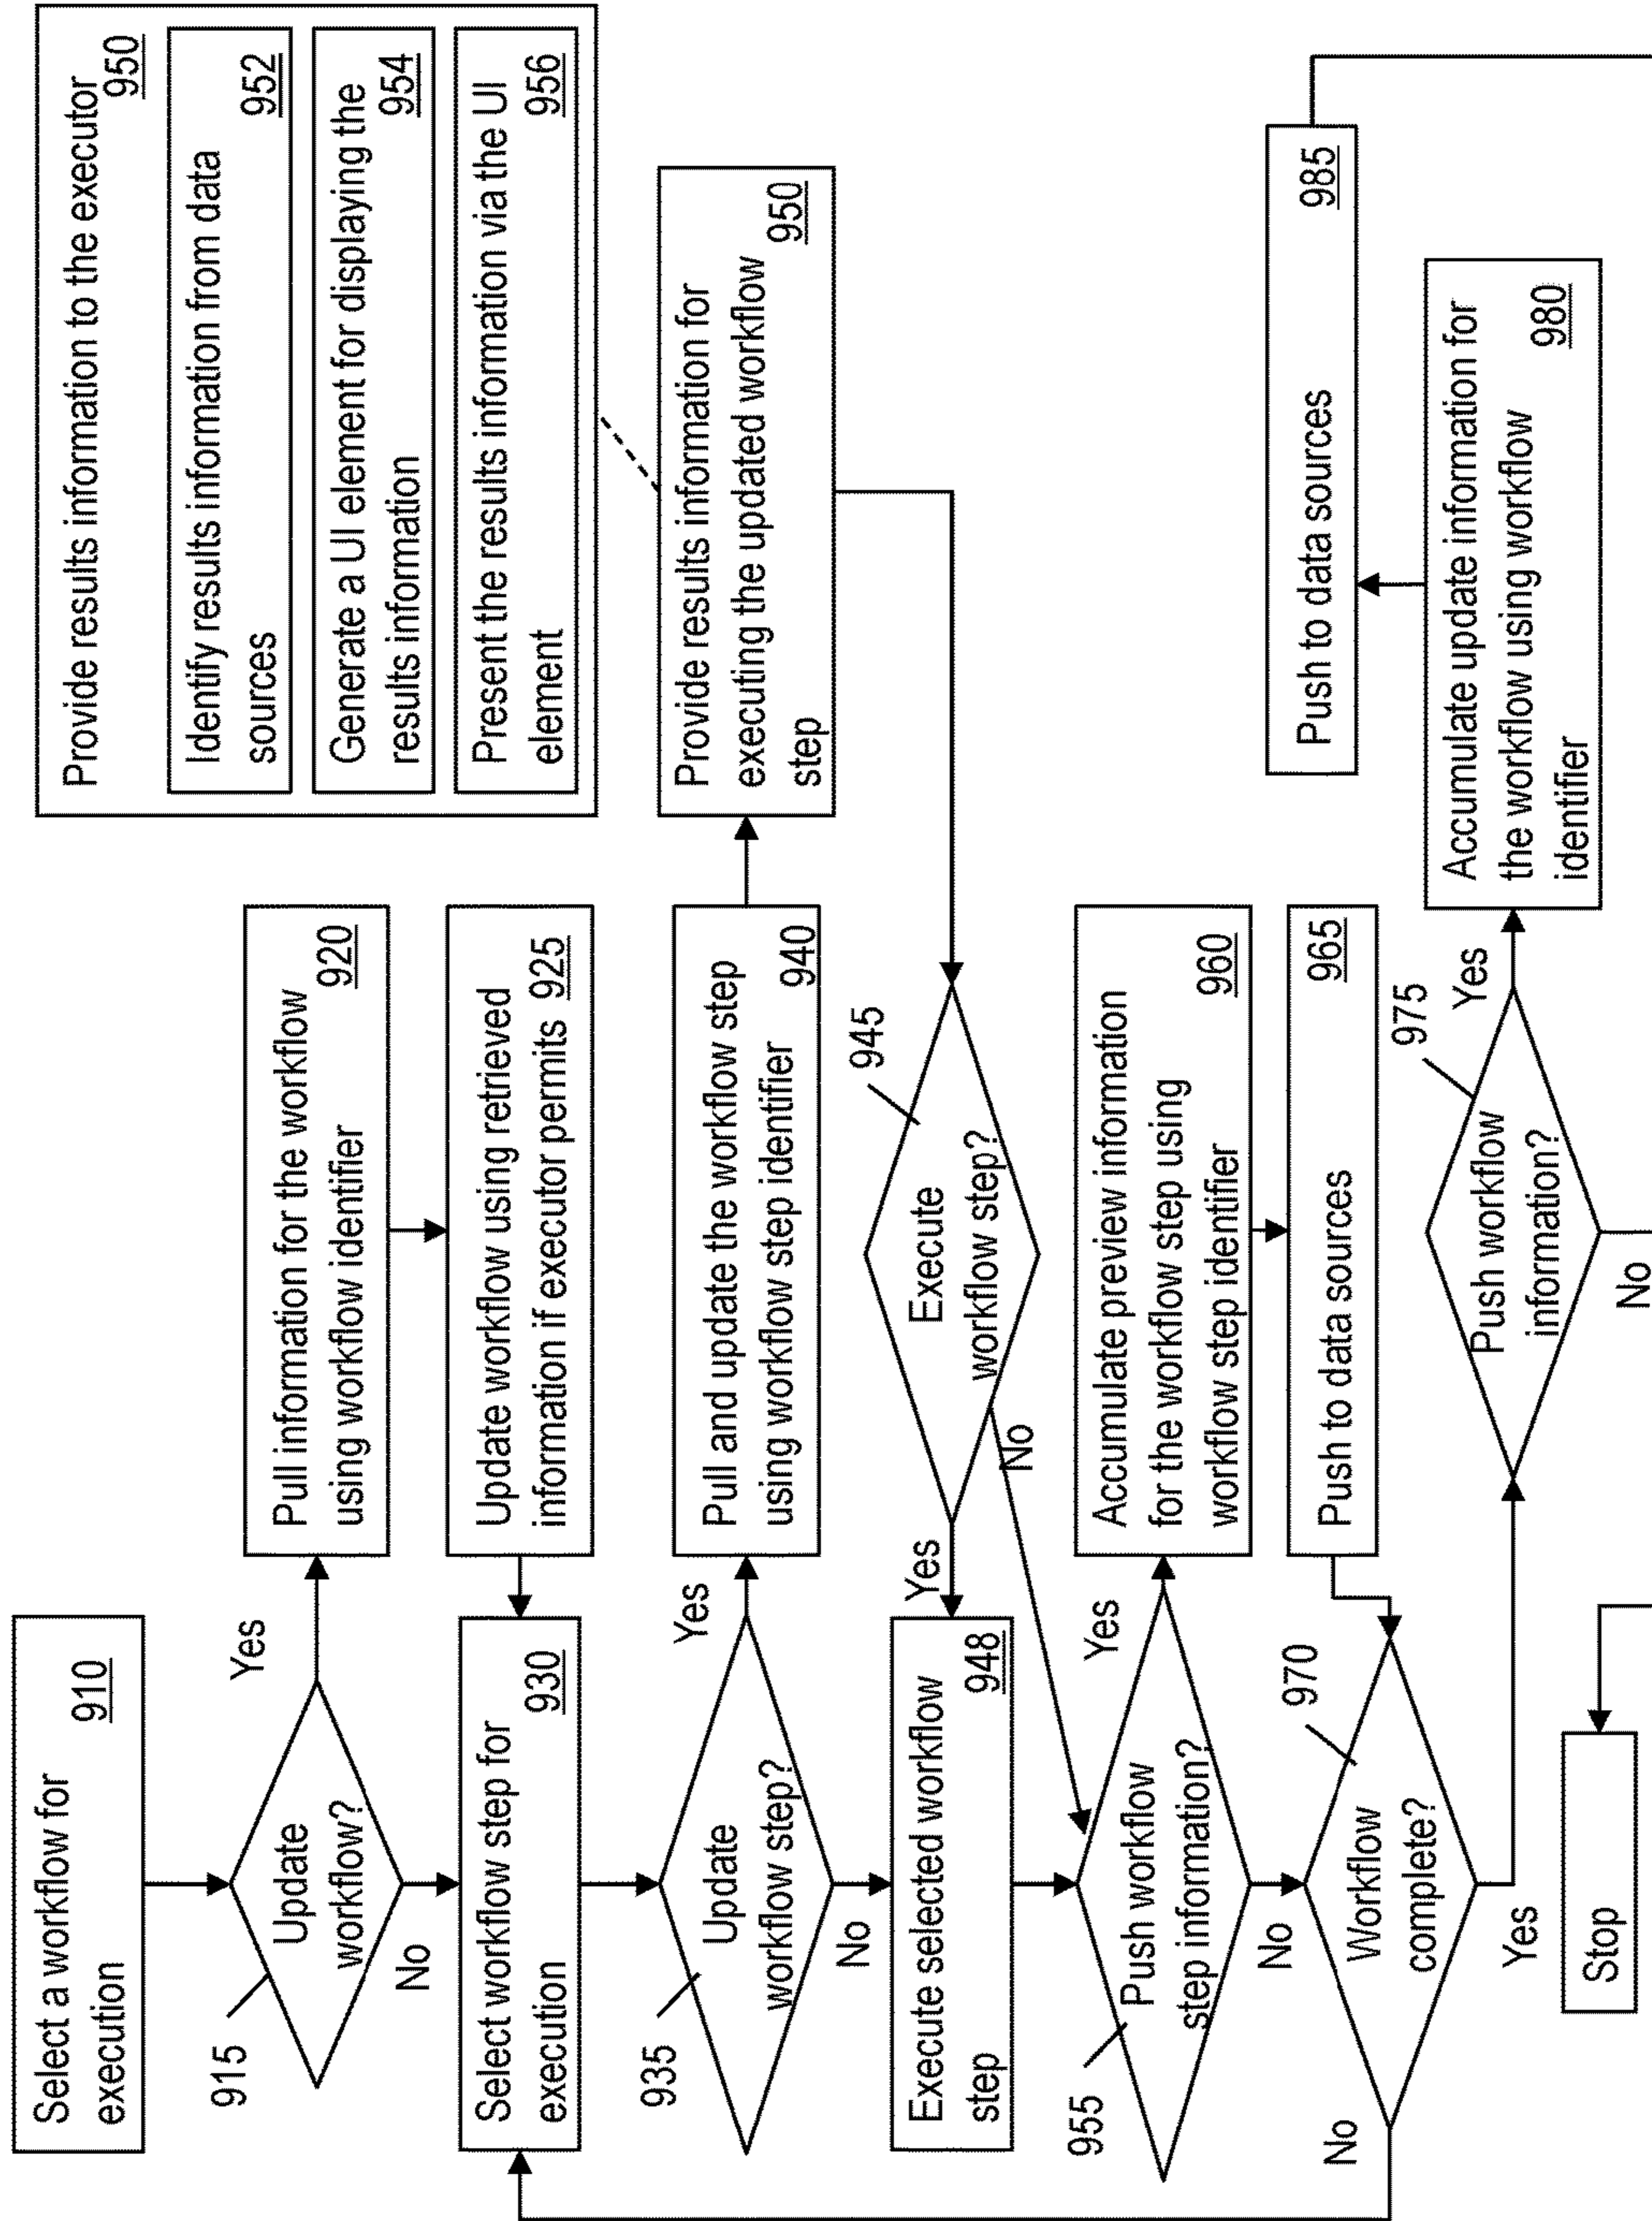 Select a workflow for
execution
910
915
Update
workflow?
Yes
No
Pull information for the workflow
using workflow identifier
920
Update workflow using retrieved
information if executor permits 925
Select workflow step for
execution
930
935
Update
workflow step?
Yes
No
Pull and update the workflow step
using workflow step identifier
940
Provide results information for
executing the updated workflow
step
950
Provide results information to the executor
950
Identify results information from data
sources
952
Generate a UI element for displaying the
results information
954
Present the results information via the UI
element
956
945
Execute
workflow step?
Yes
No
Execute selected workflow
step
948
955
Push workflow
step information?
Yes
No
Accumulate preview information
for the workflow step using
workflow step identifier
960
Push to data sources
965
970
Workflow
complete?
No
Yes
975
Push workflow
information?
Yes
No
Accumulate update information for
the workflow using workflow
identifier
980
Push to data sources
985
Stop